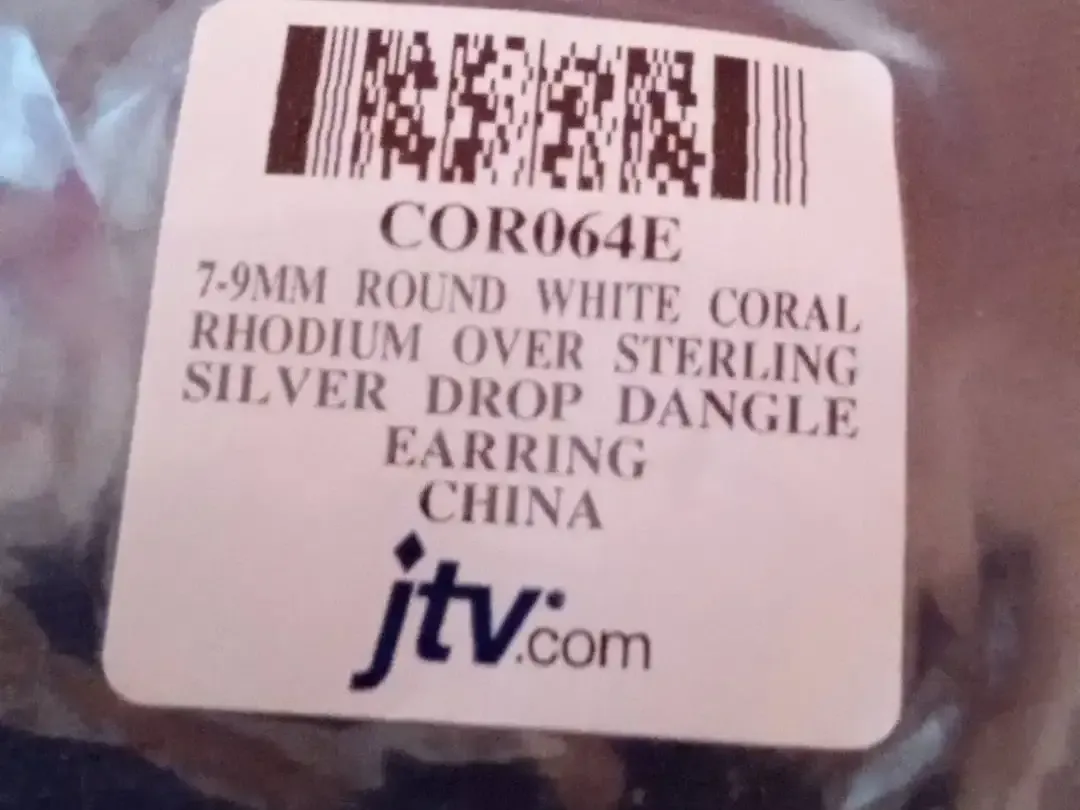 COR064E
7-9MM ROUND WHITE CORAL
RHODIUM OVER STERLING
SILVER DROP DANGLE
EARRING
CHINA
jtv.com